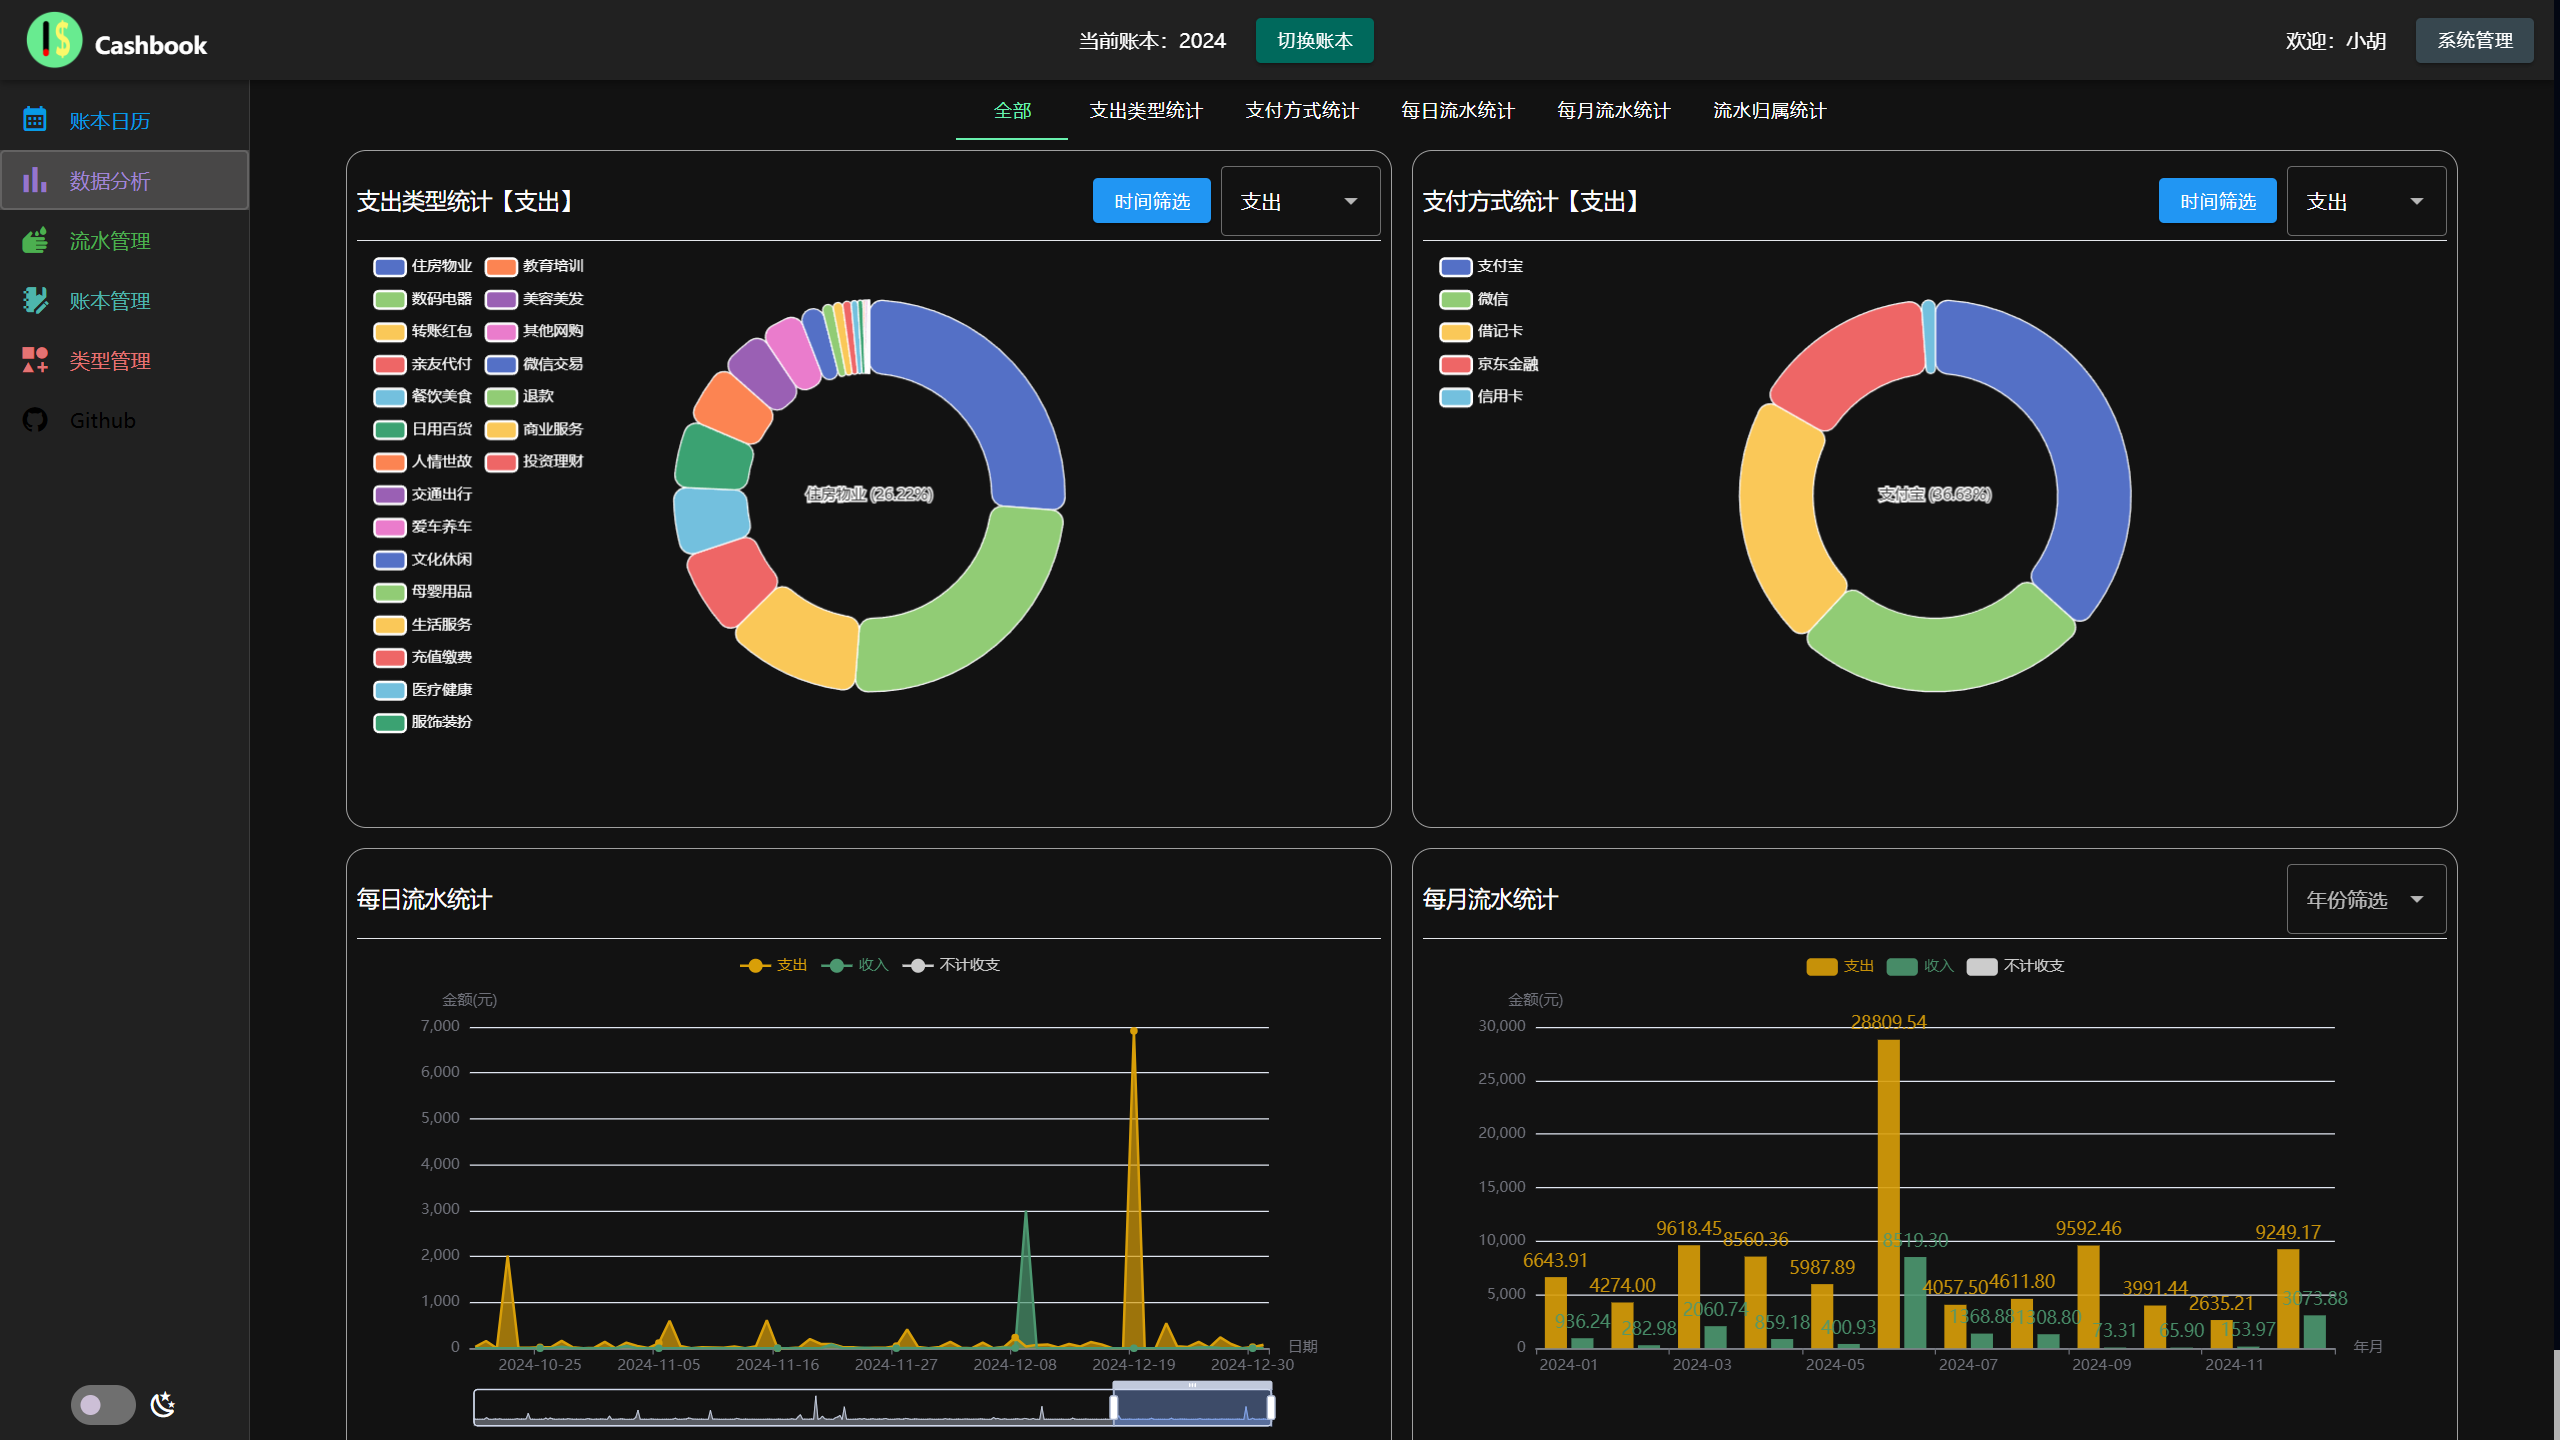 Cashbook
当前账本：2024
切换账本
欢迎：小胡
系统管理
账本日历
数据分析
流水管理
账本管理
类型管理
Github
全部
支出类型统计
支付方式统计
每日流水统计
每月流水统计
流水归属统计
支出类型统计【支出】
时间筛选
支出
住房物业
数码电器
转账红包
亲友代付
餐饮美食
日用百货
人情世故
交通出行
爱车养车
文化休闲
母婴用品
生活服务
充值缴费
医疗健康
服饰装扮
教育培训
美容美发
其他网购
微信交易
退款
商业服务
投资理财
住房物业 (26.22%)
支付方式统计【支出】
时间筛选
支出
支付宝
微信
借记卡
京东金融
信用卡
支付宝 (36.63%)
每日流水统计
支出
收入
不计收支
金额(元)
7,000
6,000
5,000
4,000
3,000
2,000
1,000
0
2024-10-25
2024-11-05
2024-11-16
2024-11-27
2024-12-08
2024-12-19
2024-12-30
日期
每月流水统计
年份筛选
支出
收入
不计收支
金额(元)
30,000
25,000
20,000
15,000
10,000
5,000
0
6643.91
936.24
4274.00
282.98
9618.45
2060.74
8560.36
859.18
5987.89
400.93
28809.54
8519.30
4057.50
1368.88
4611.80
1308.80
9592.46
73.31
3991.44
65.90
2635.21
153.97
9249.17
3073.88
2024-01
2024-03
2024-05
2024-07
2024-09
2024-11
年月